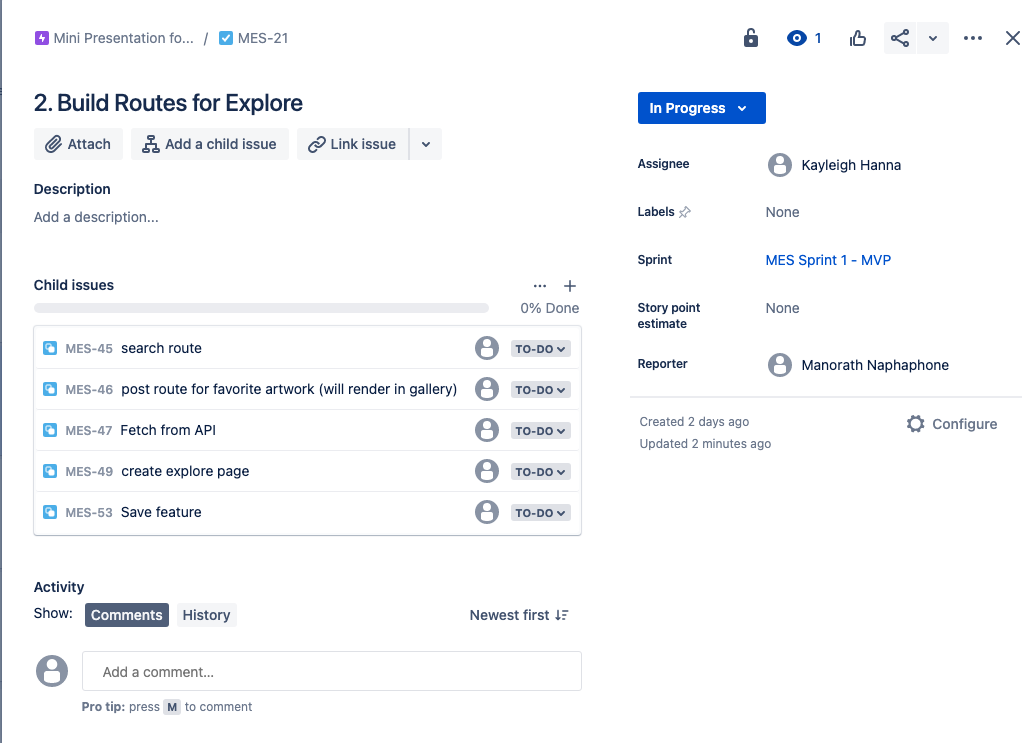 Mini Presentation fo... / MES-21
1
2. Build Routes for Explore
In Progress
Attach
Add a child issue
Link issue
Assignee
Kayleigh Hanna
Description
Add a description...
Labels
None
Sprint
MES Sprint 1 - MVP
Child issues
0% Done
Story point
estimate
None
MES-45 search route TO-DO
MES-46 post route for favorite artwork (will render in gallery) TO-DO
MES-47 Fetch from API TO-DO
MES-49 create explore page TO-DO
MES-53 Save feature TO-DO
Reporter
Manorath Naphaphone
Created 2 days ago
Updated 2 minutes ago
Configure
Activity
Show: Comments History Newest first
Add a comment...
Pro tip: press M to comment